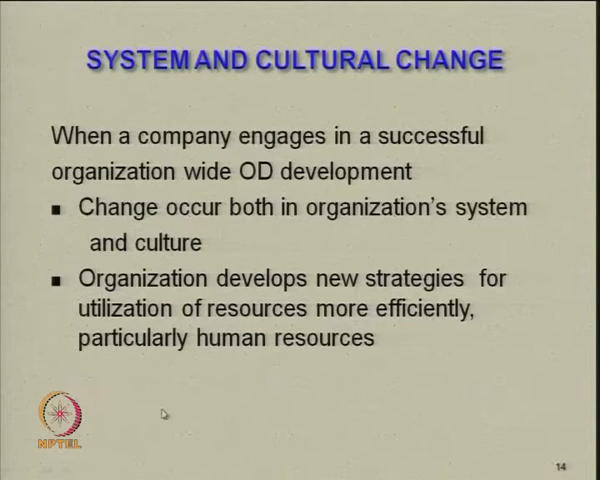 SYSTEM AND CULTURAL CHANGE
When a company engages in a successful
organization wide OD development
▪ Change occur both in organization's system
and culture
▪ Organization develops new strategies for
utilization of resources more efficiently,
particularly human resources
NPTEL
14